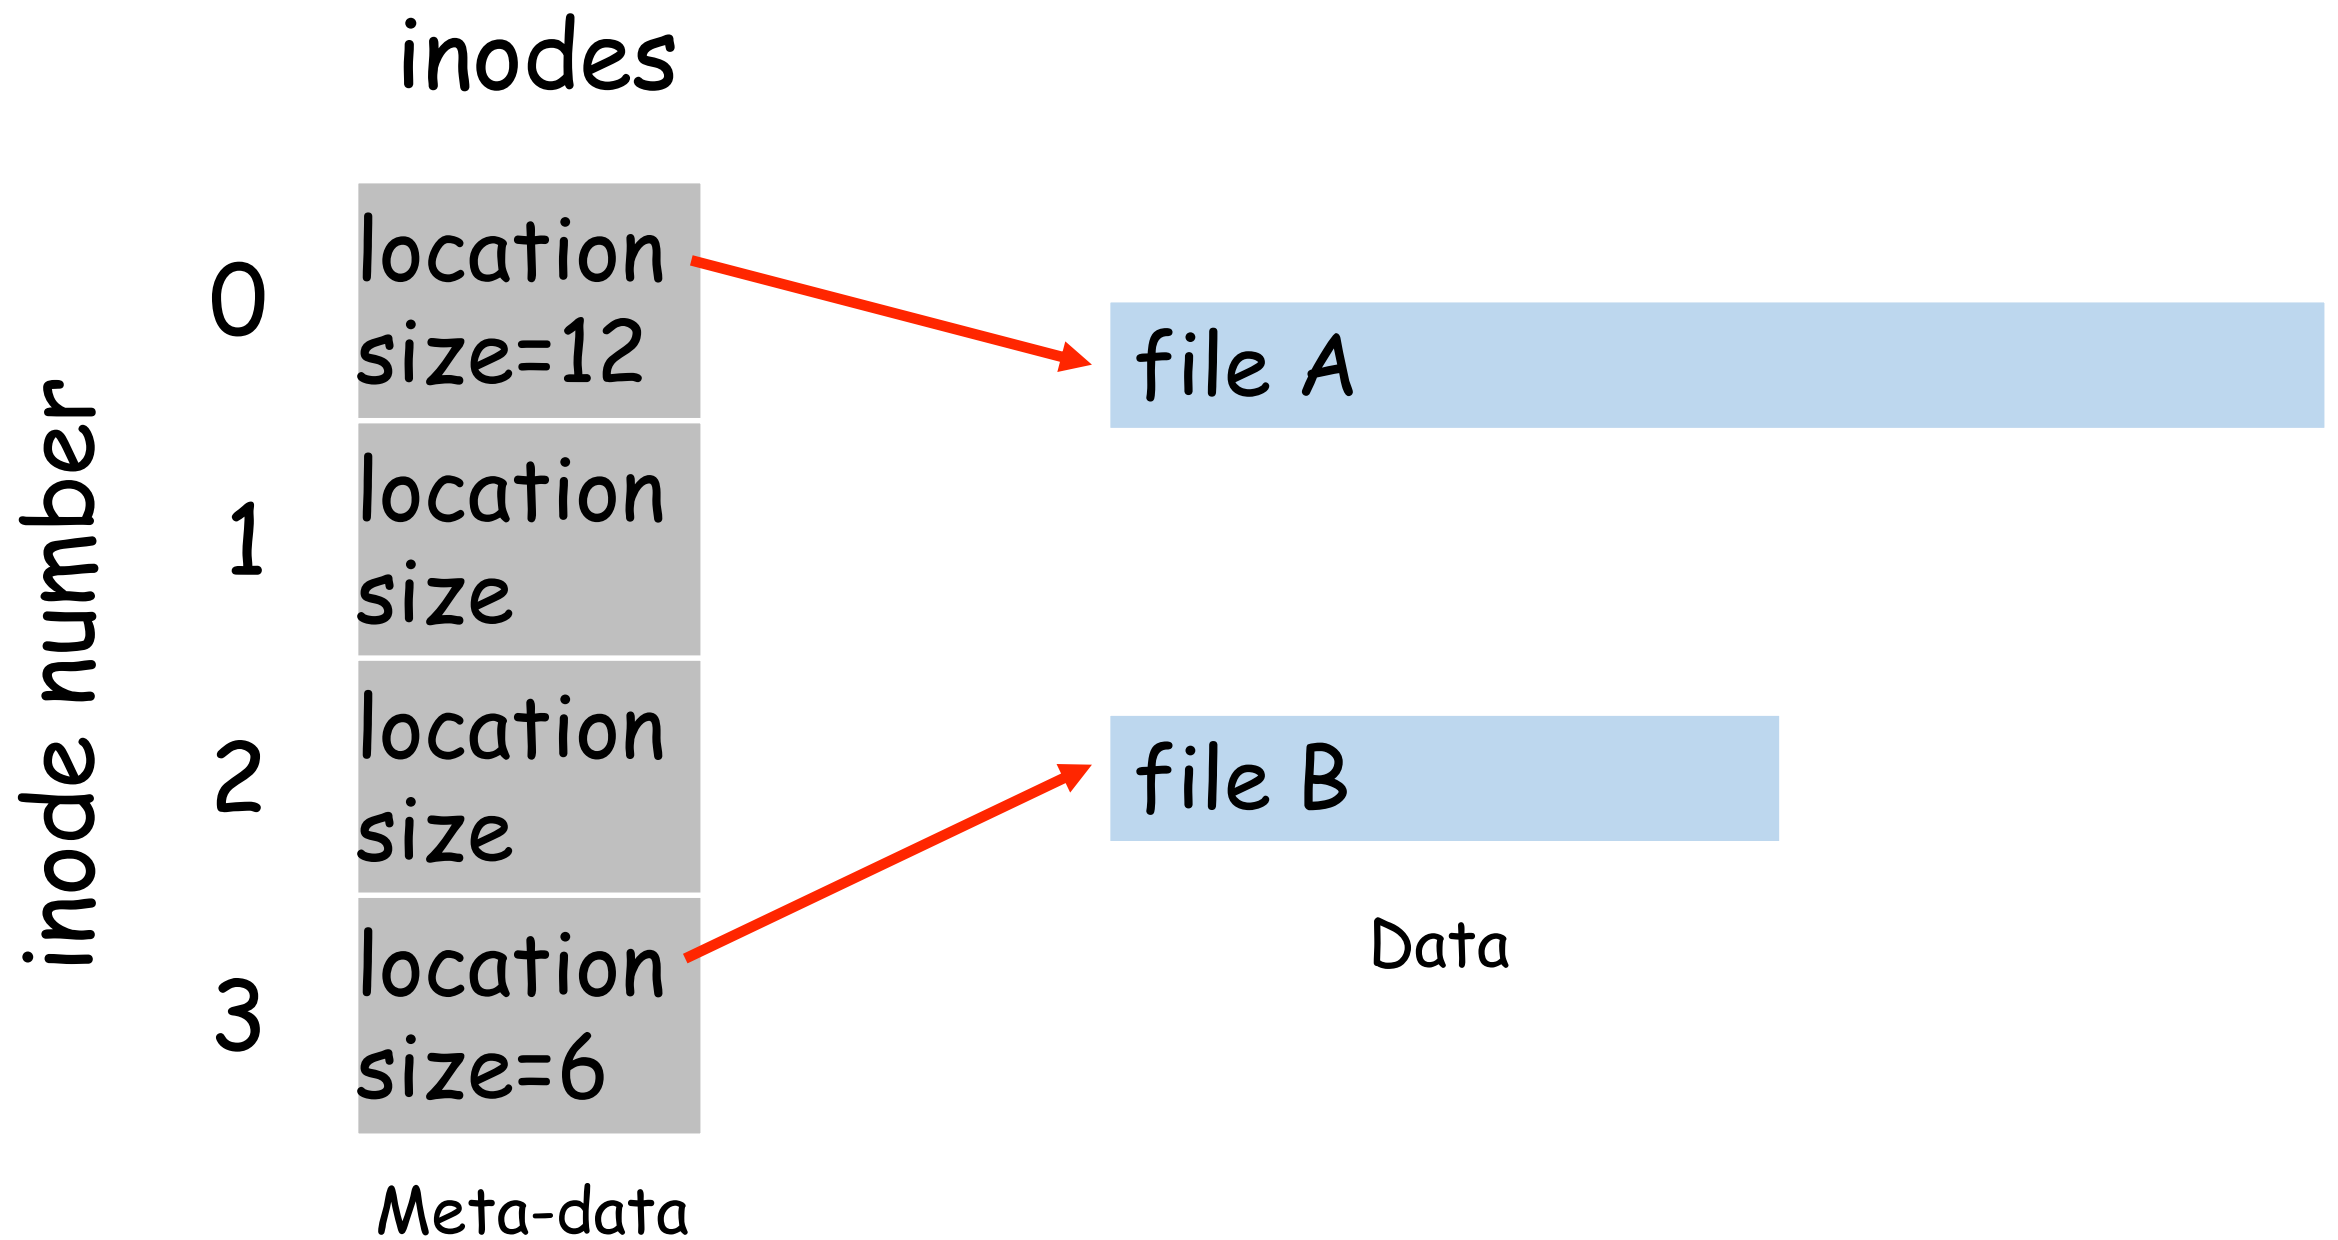 inodes
inode number
0
location
size=12
1
location
size
2
location
size
3
location
size=6
Meta-data
file A
file B
Data